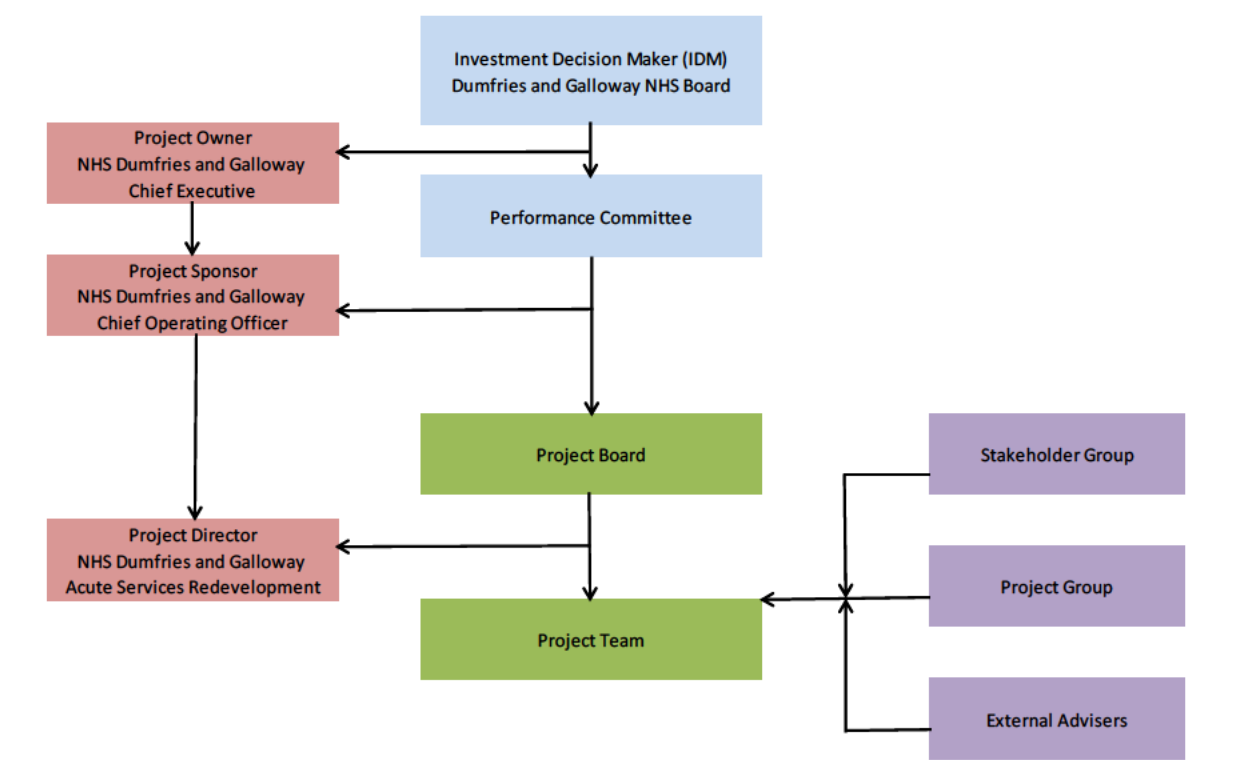 Investment Decision Maker (IDM)
Dumfries and Galloway NHS Board
Project Owner
NHS Dumfries and Galloway
Chief Executive
Performance Committee
Project Sponsor
NHS Dumfries and Galloway
Chief Operating Officer
Project Board
Stakeholder Group
Project Director
NHS Dumfries and Galloway
Acute Services Redevelopment
Project Group
Project Team
External Advisers